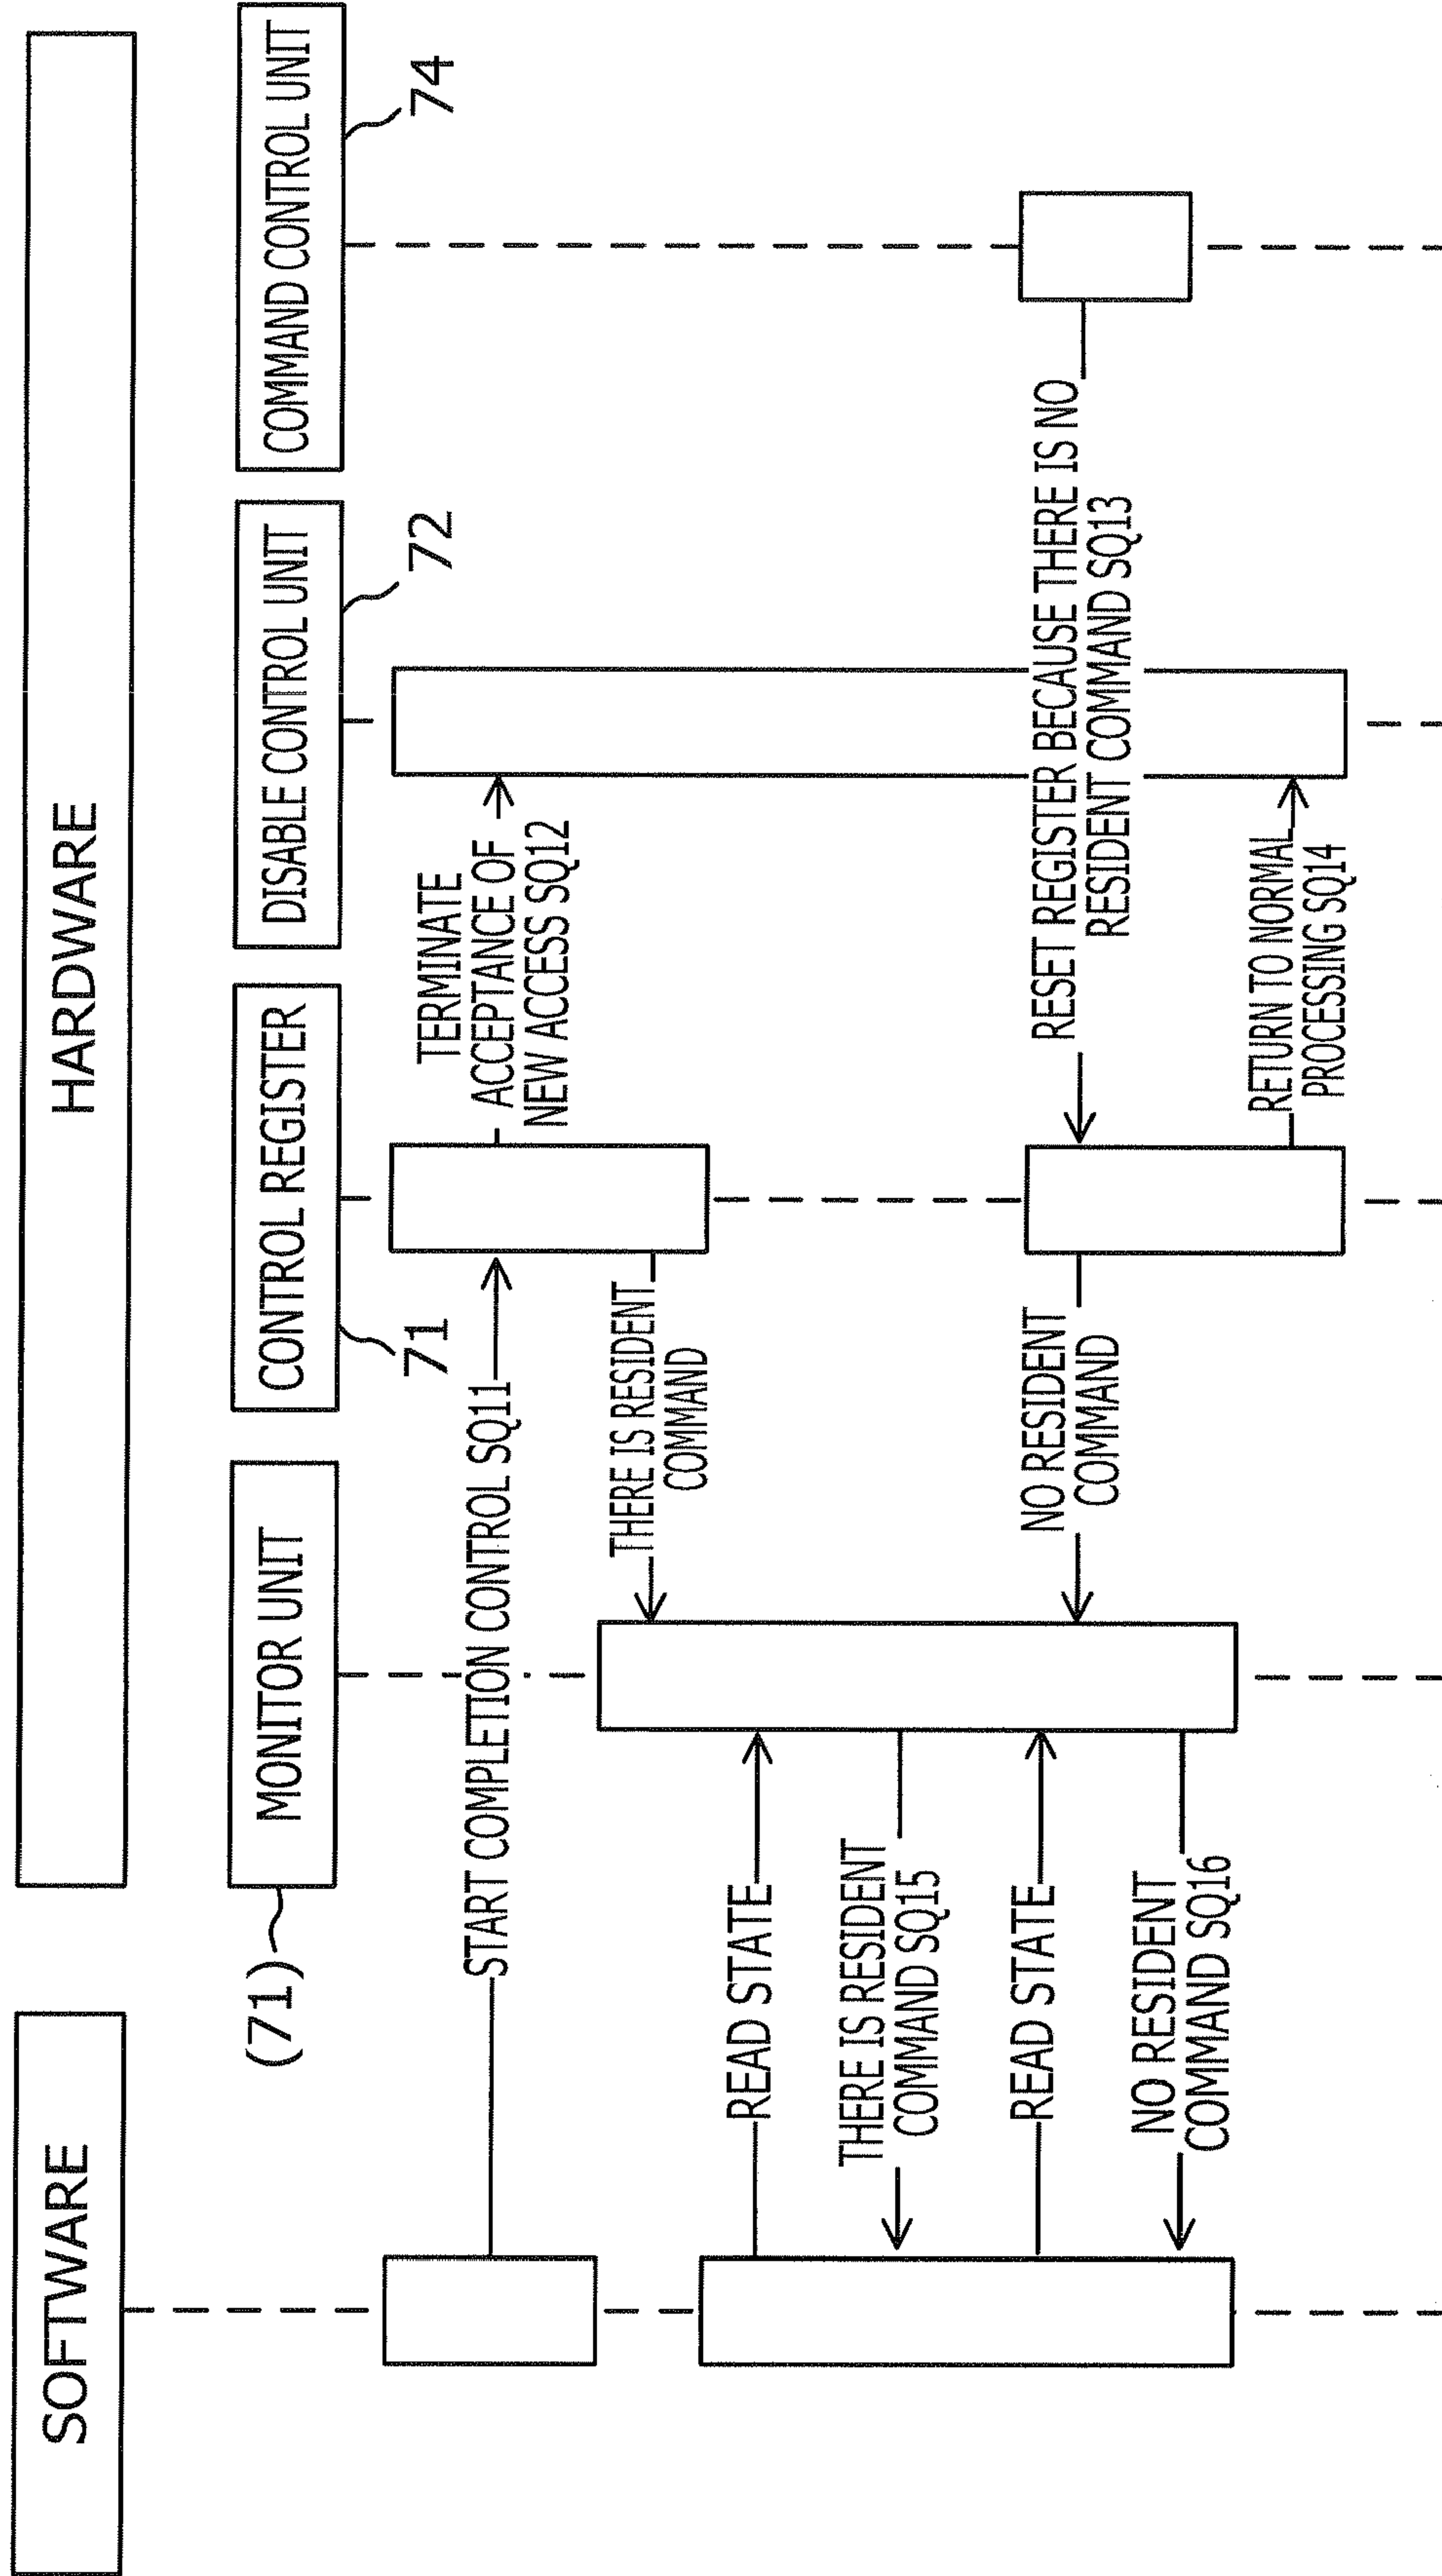 SOFTWARE
HARDWARE
(71)
MONITOR UNIT
CONTROL REGISTER
71
DISABLE CONTROL UNIT
72
COMMAND CONTROL UNIT
74
START COMPLETION CONTROL SQ11
TERMINATE
ACCEPTANCE OF
NEW ACCESS SQ12
THERE IS RESIDENT
COMMAND
READ STATE
THERE IS RESIDENT
COMMAND SQ15
RESET REGISTER BECAUSE THERE IS NO
RESIDENT COMMAND SQ13
NO RESIDENT
COMMAND
READ STATE
NO RESIDENT
COMMAND SQ16
RETURN TO NORMAL
PROCESSING SQ14